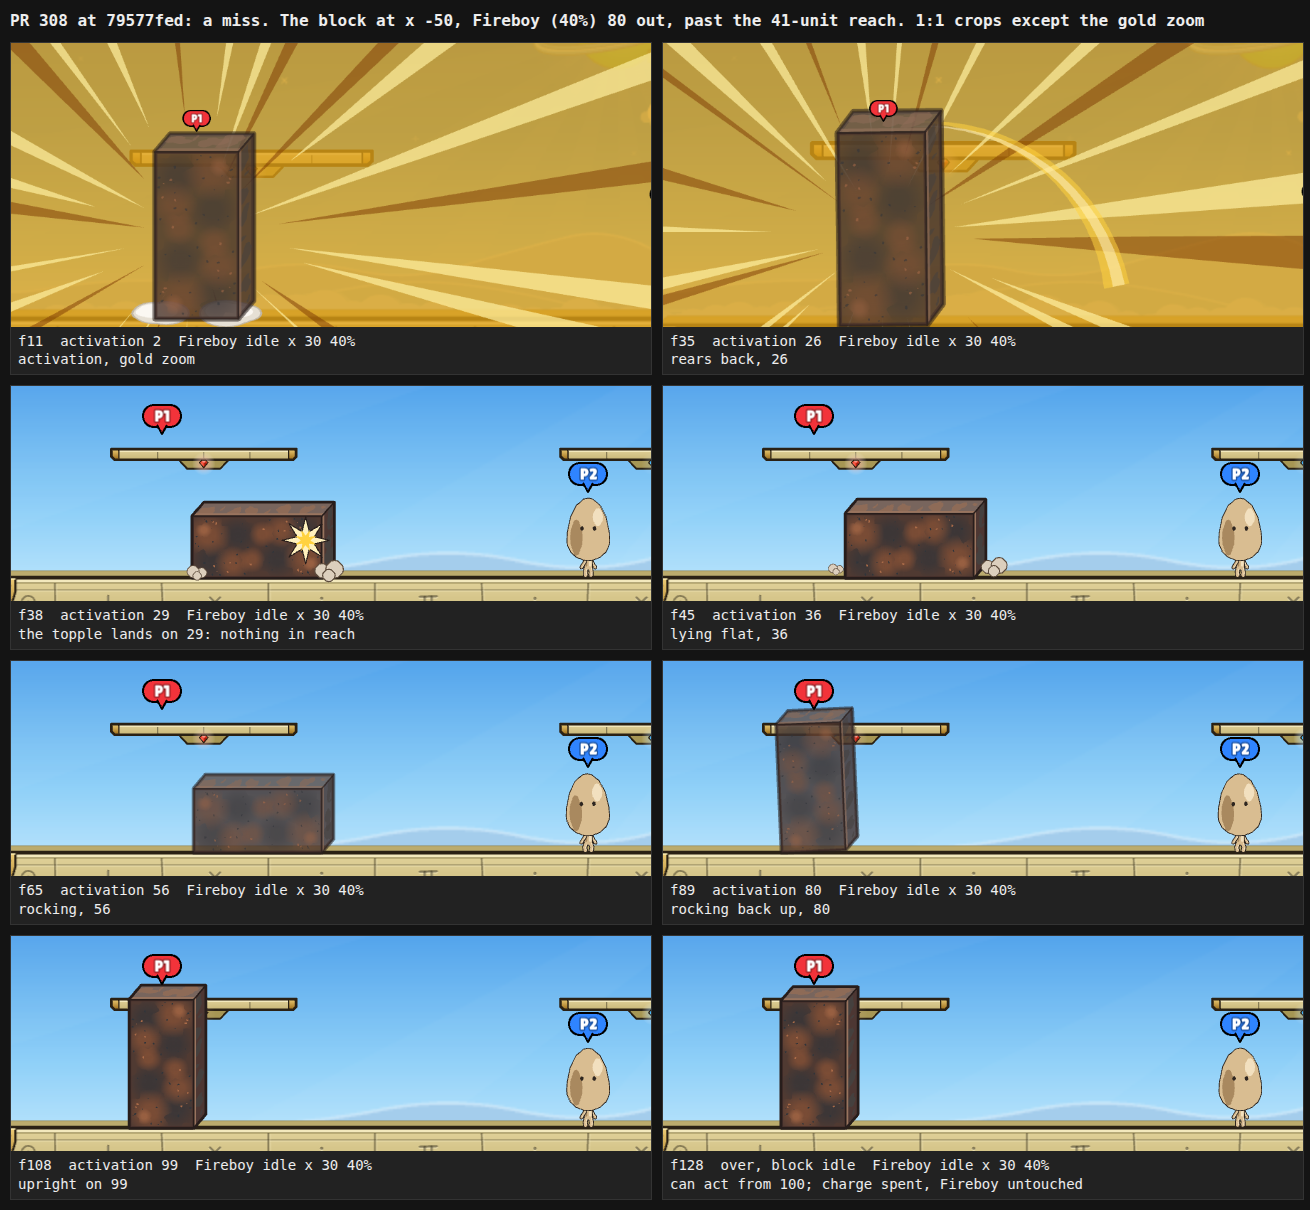 PR 308 at 79577fed: a miss. The block at x -50, Fireboy (40%) 80 out, past the 41-unit reach. 1:1 crops except the gold zoom
P1
P1
f11  activation 2  Fireboy idle x 30 40%
activation, gold zoom
f35  activation 26  Fireboy idle x 30 40%
rears back, 26
P1
P2
P1
P2
f38  activation 29  Fireboy idle x 30 40%
the topple lands on 29: nothing in reach
f45  activation 36  Fireboy idle x 30 40%
lying flat, 36
P1
P2
P1
P2
f65  activation 56  Fireboy idle x 30 40%
rocking, 56
f89  activation 80  Fireboy idle x 30 40%
rocking back up, 80
P1
P2
P1
P2
f108  activation 99  Fireboy idle x 30 40%
upright on 99
f128  over, block idle  Fireboy idle x 30 40%
can act from 100; charge spent, Fireboy untouched